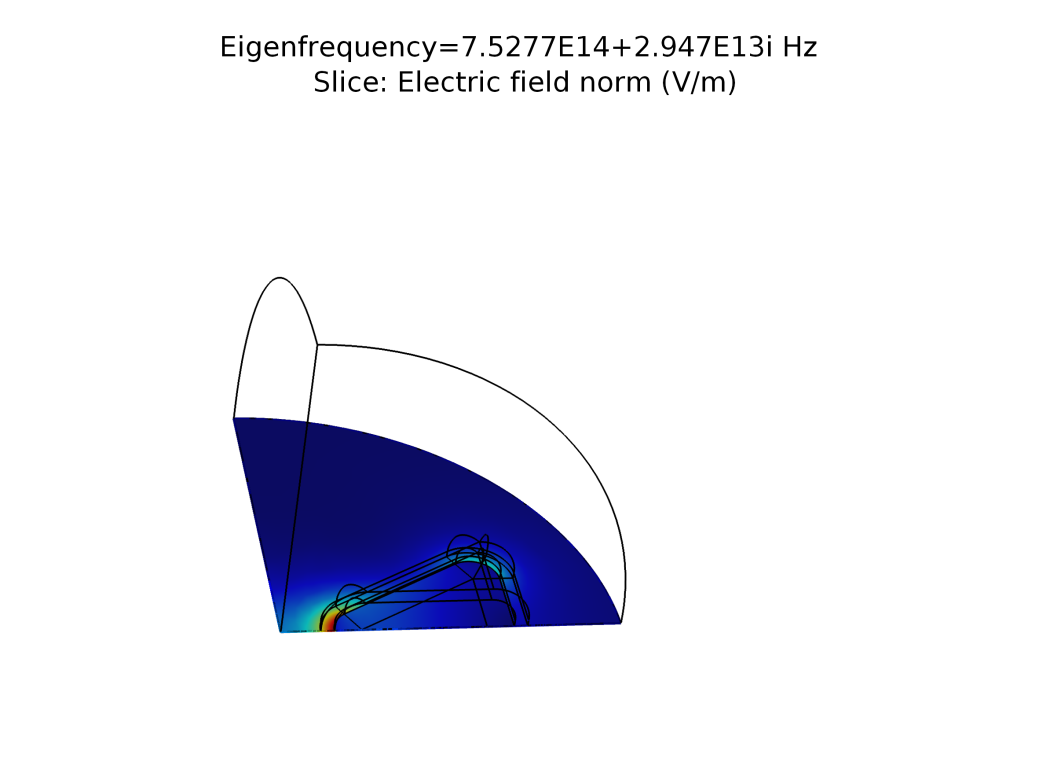 Eigenfrequency=7.5277E14+2.947E13i Hz
Slice: Electric field norm (V/m)